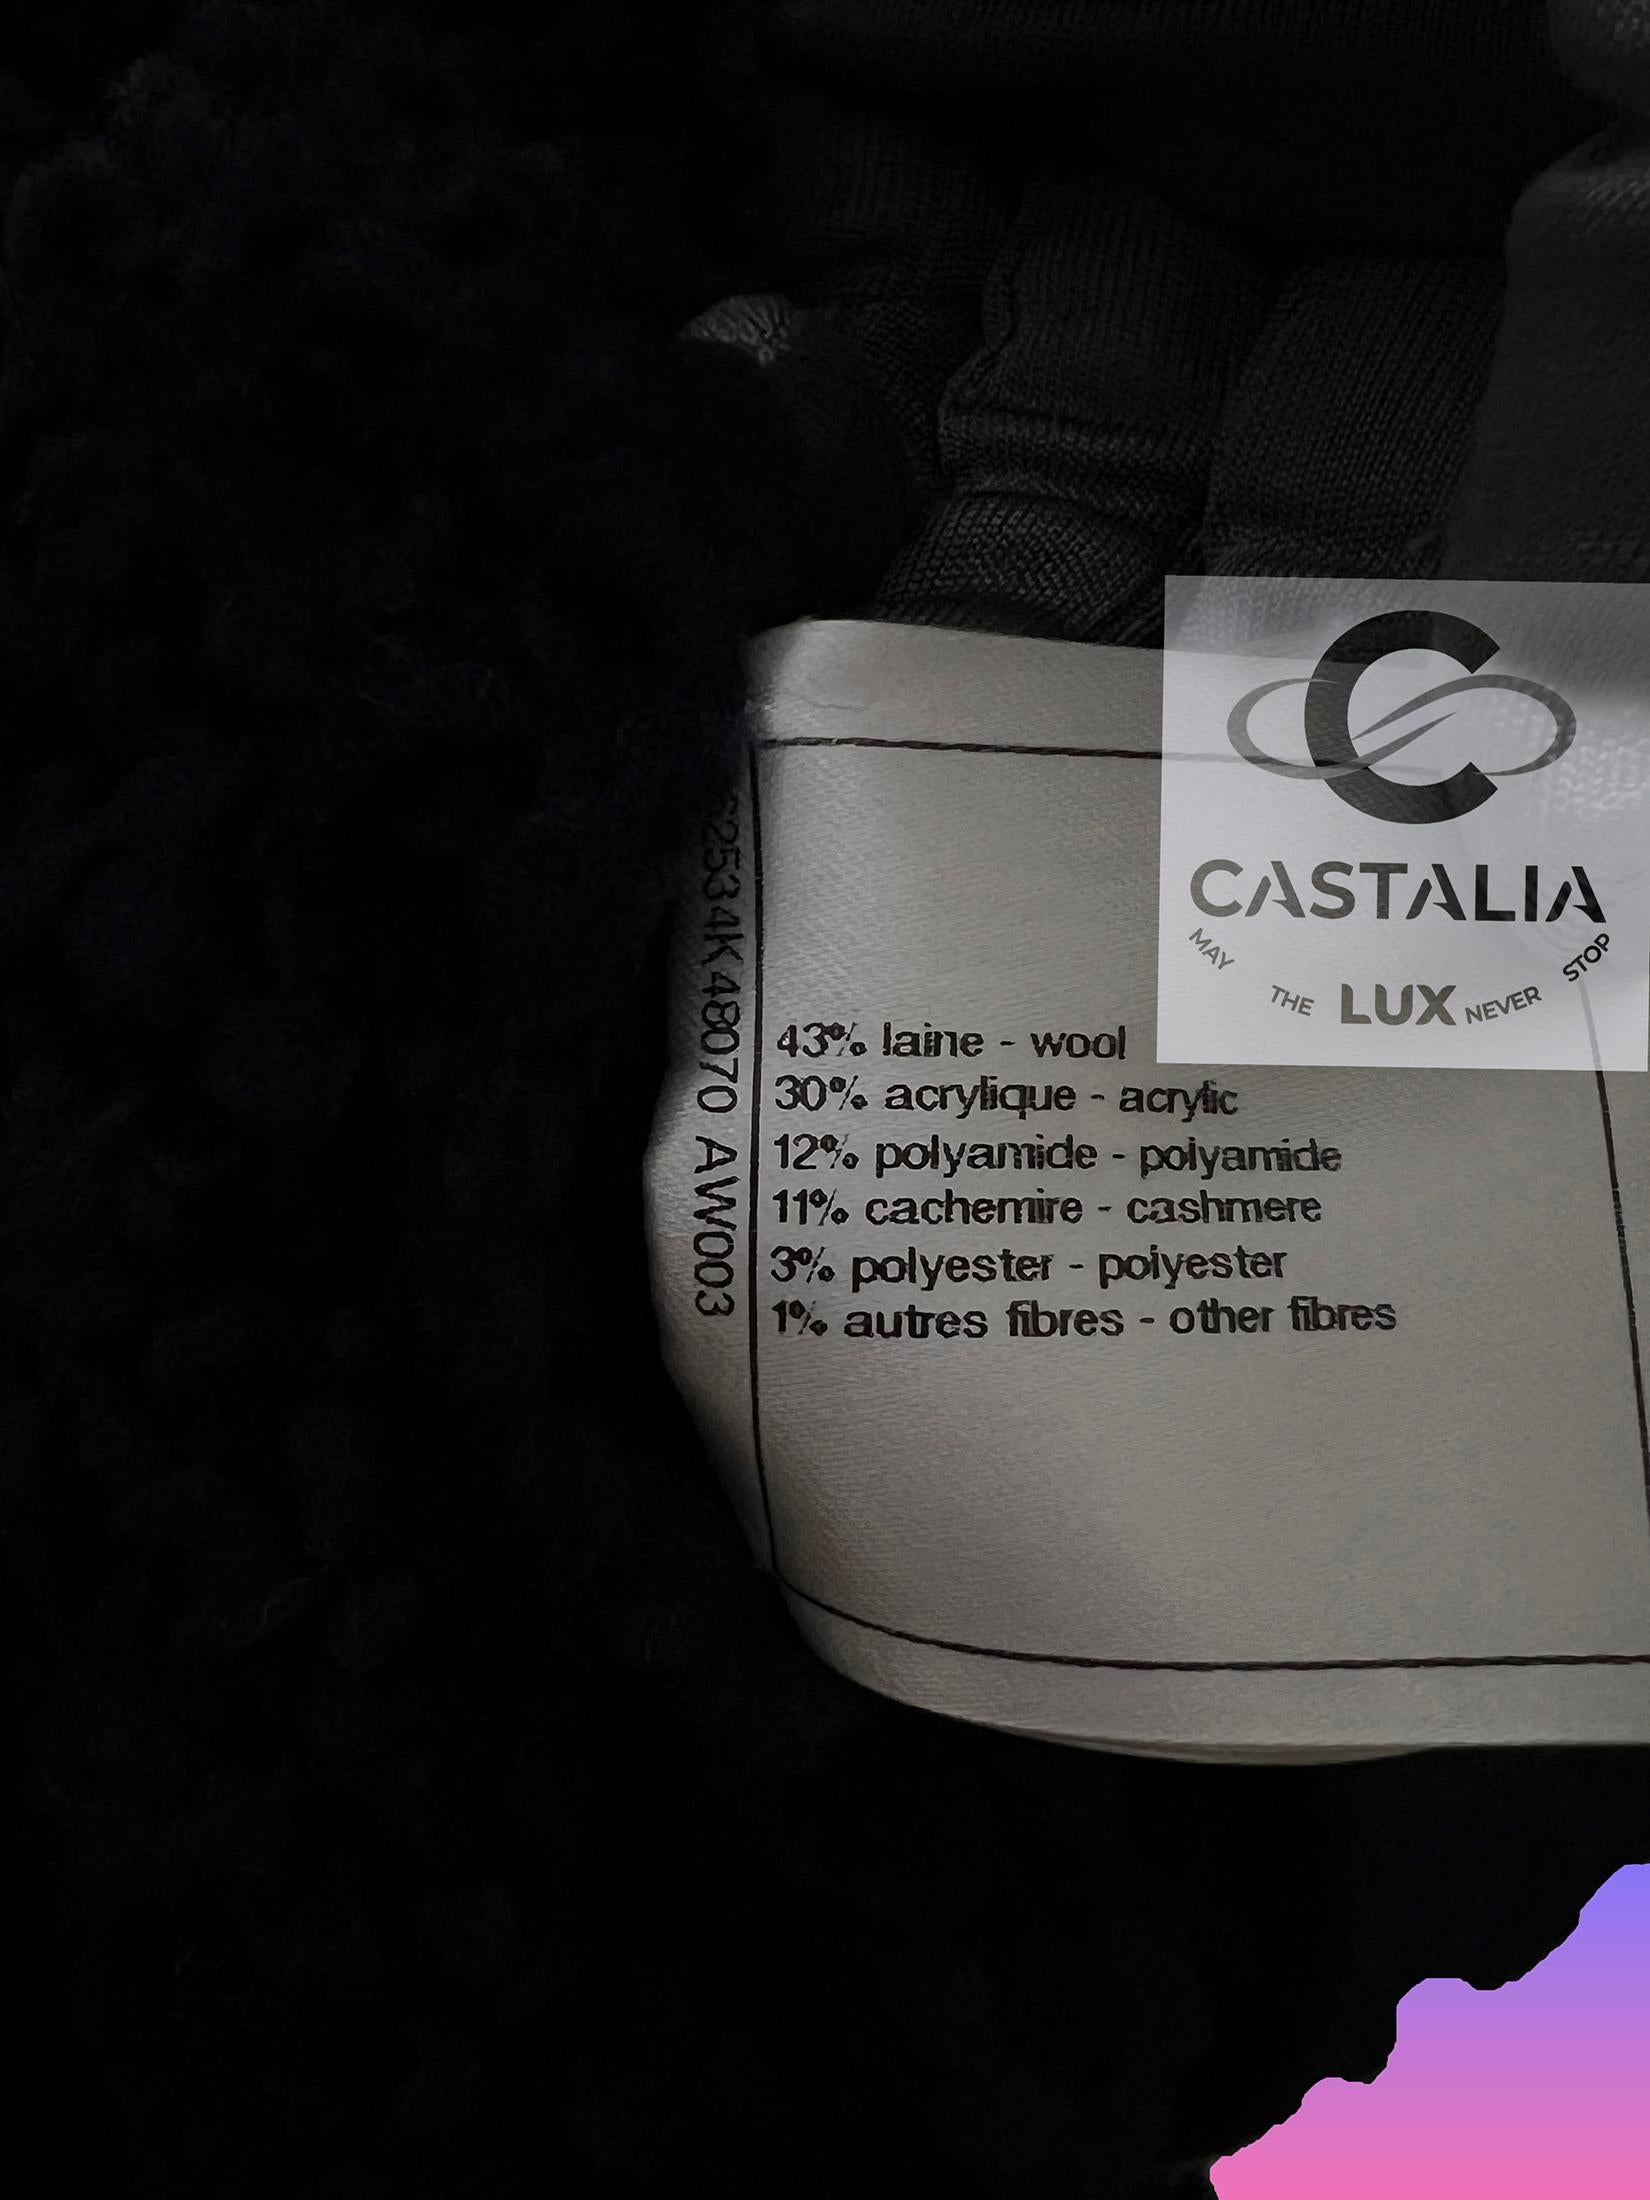 CASTALIA
MAY THE LUX NEVER STOP
2534K48070 AW003
43% laine - wool
30% acrylique - acrylic
12% polyamide - polyamide
11% cachemire - cashmere
3% polyester - polyester
1% autres fibres - other fibres